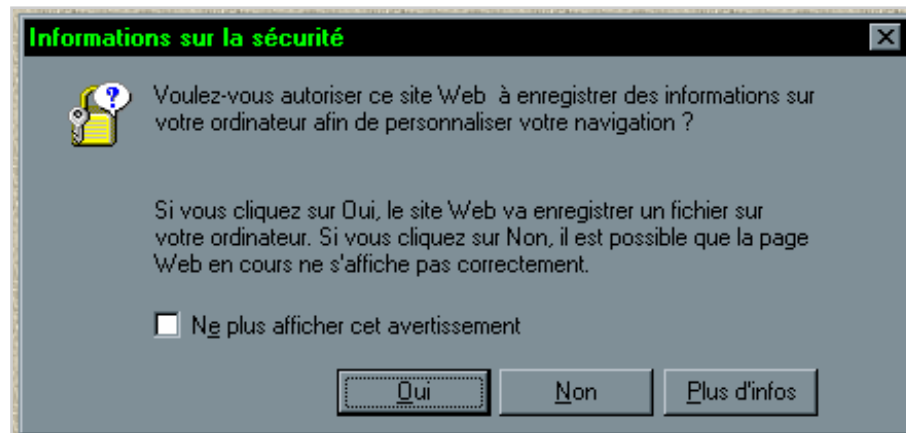 Informations sur la sécurité
Voulez-vous autoriser ce site Web à enregistrer des informations sur
votre ordinateur afin de personnaliser votre navigation ?
Si vous cliquez sur Oui, le site Web va enregistrer un fichier sur
votre ordinateur. Si vous cliquez sur Non, il est possible que la page
Web en cours ne s'affiche pas correctement.
Ne plus afficher cet avertissement
Oui Non Plus d'infos